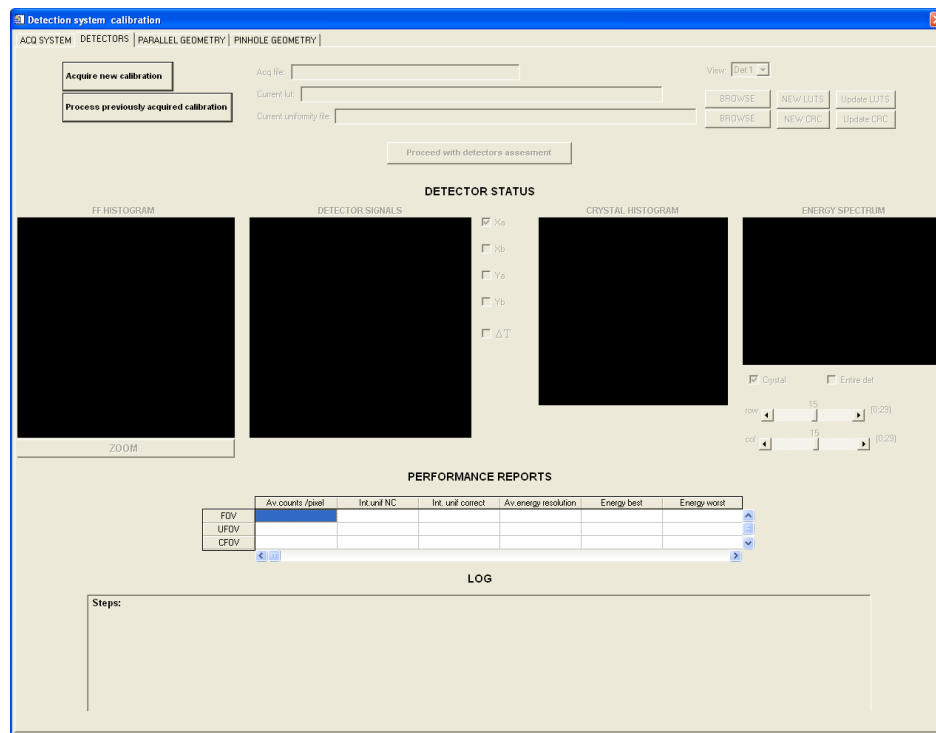 Detection system calibration
ACQ SYSTEM DETECTORS PARALLEL GEOMETRY PINHOLE GEOMETRY
Acquire new calibration
Process previously acquired calibration
Acq file:
Current lut:
Current uniformity file:
View: Det 1
BROWSE NEW LUTS Update LUTS
BROWSE NEW CRC Update CRC
Proceed with detectors assesment
DETECTOR STATUS
FF HISTOGRAM DETECTOR SIGNALS CRYSTAL HISTOGRAM ENERGY SPECTRUM
Xa
Xb
Ya
Yb
ΔT
Crystal Entire det
row 15 (0;29)
col 15 (0;29)
ZOOM
PERFORMANCE REPORTS
Av.counts /pixel Int.unif NC Int. unif correct Av.energy resolution Energy best Energy worst
FOV
UFOV
CFOV
LOG
Steps: